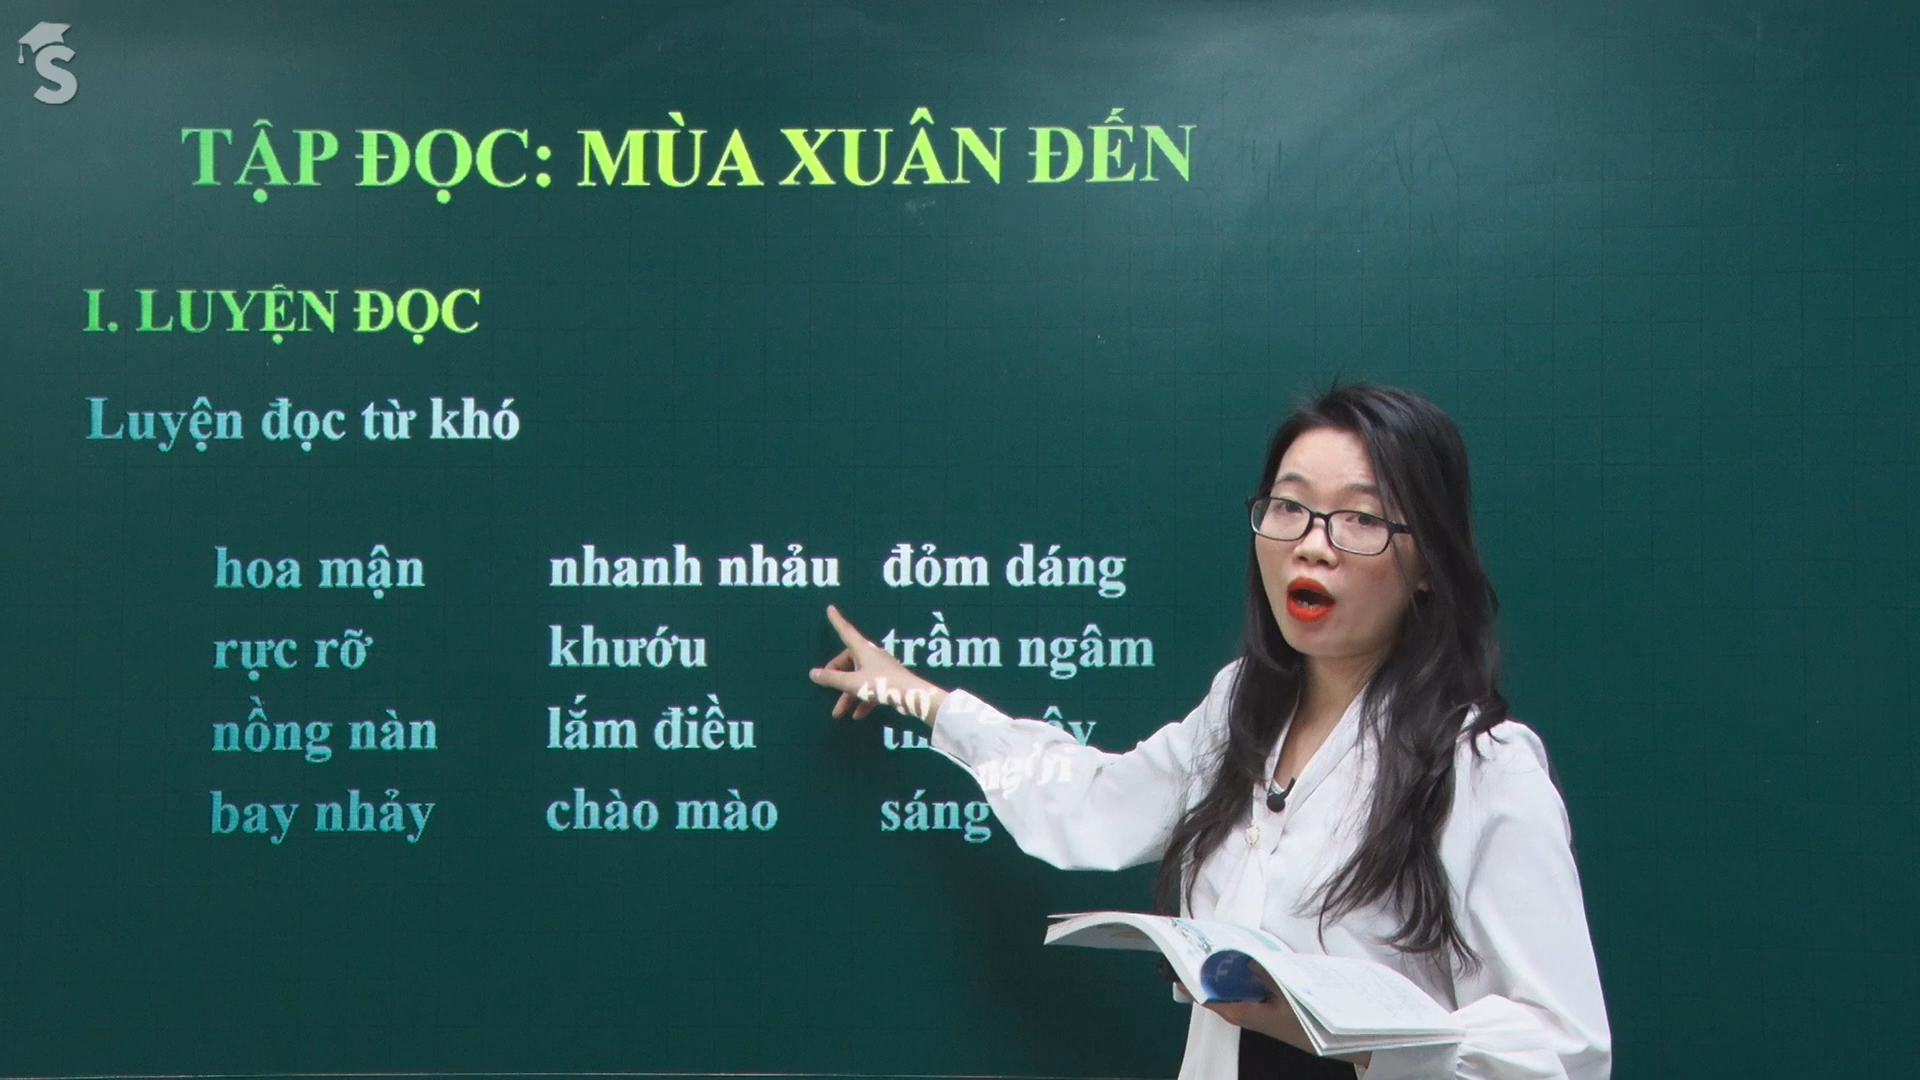 S
TẬP ĐỌC: MÙA XUÂN ĐẾN
I. LUYỆN ĐỌC
Luyện đọc từ khó
hoa mận nhanh nhảu đỏm dáng
rực rỡ khướu trầm ngâm
nồng nàn lắm điều
bay nhảy chào mào sáng